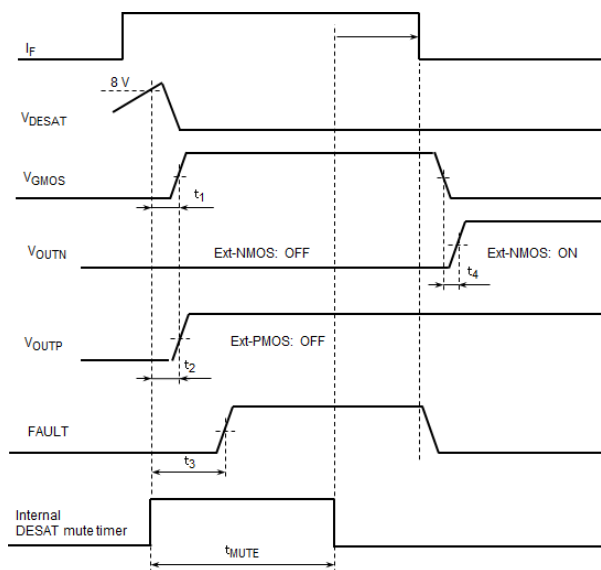 IF
8 V
VDESAT
VGMOS
t1
VOUTN
Ext-NMOS: OFF
Ext-NMOS: ON
t4
VOUTP
Ext-PMOS: OFF
t2
FAULT
t3
Internal
DESAT mute timer
tMUTE